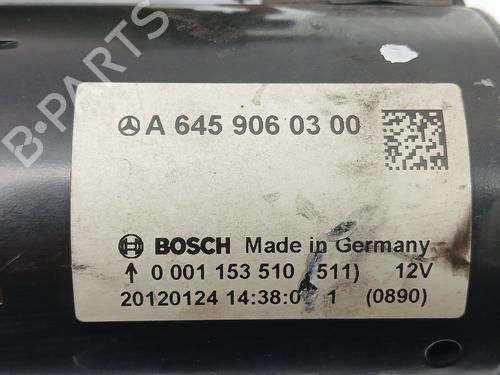 B-PARTS
A 645 906 03 00
BOSCH Made in Germany
0 001 153 510 (511) 12V
20120124 14:38:0 1 (0890)